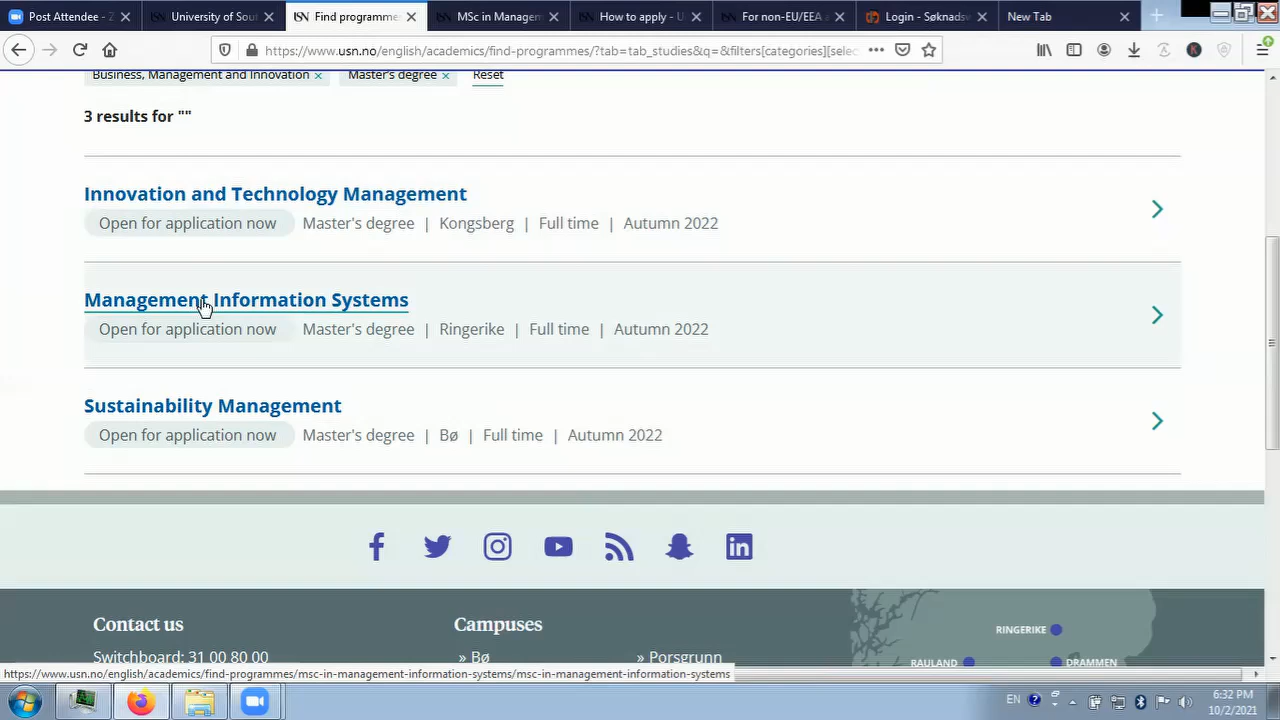 Post Attendee - Z
University of Sout
Find programme
MSc in Managem
How to apply - U
For non-EU/EEA
Login - Søknads
New Tab
https://www.usn.no/english/academics/find-programmes/?tab=tab_studies&q=&filters[categories][selec
Business, Management and Innovation ×
Master's degree ×
Reset
3 results for ""
Innovation and Technology Management
Open for application now Master's degree | Kongsberg | Full time | Autumn 2022
Management Information Systems
Open for application now Master's degree | Ringerike | Full time | Autumn 2022
Sustainability Management
Open for application now Master's degree | Bø | Full time | Autumn 2022
Contact us
Campuses
RINGERIKE
Switchboard: 31 00 80 00
» Bø
» Porsgrunn
RAULAND
DRAMMEN
https://www.usn.no/english/academics/find-programmes/msc-in-management-information-systems/msc-in-management-information-systems
EN
6:32 PM
10/2/2021